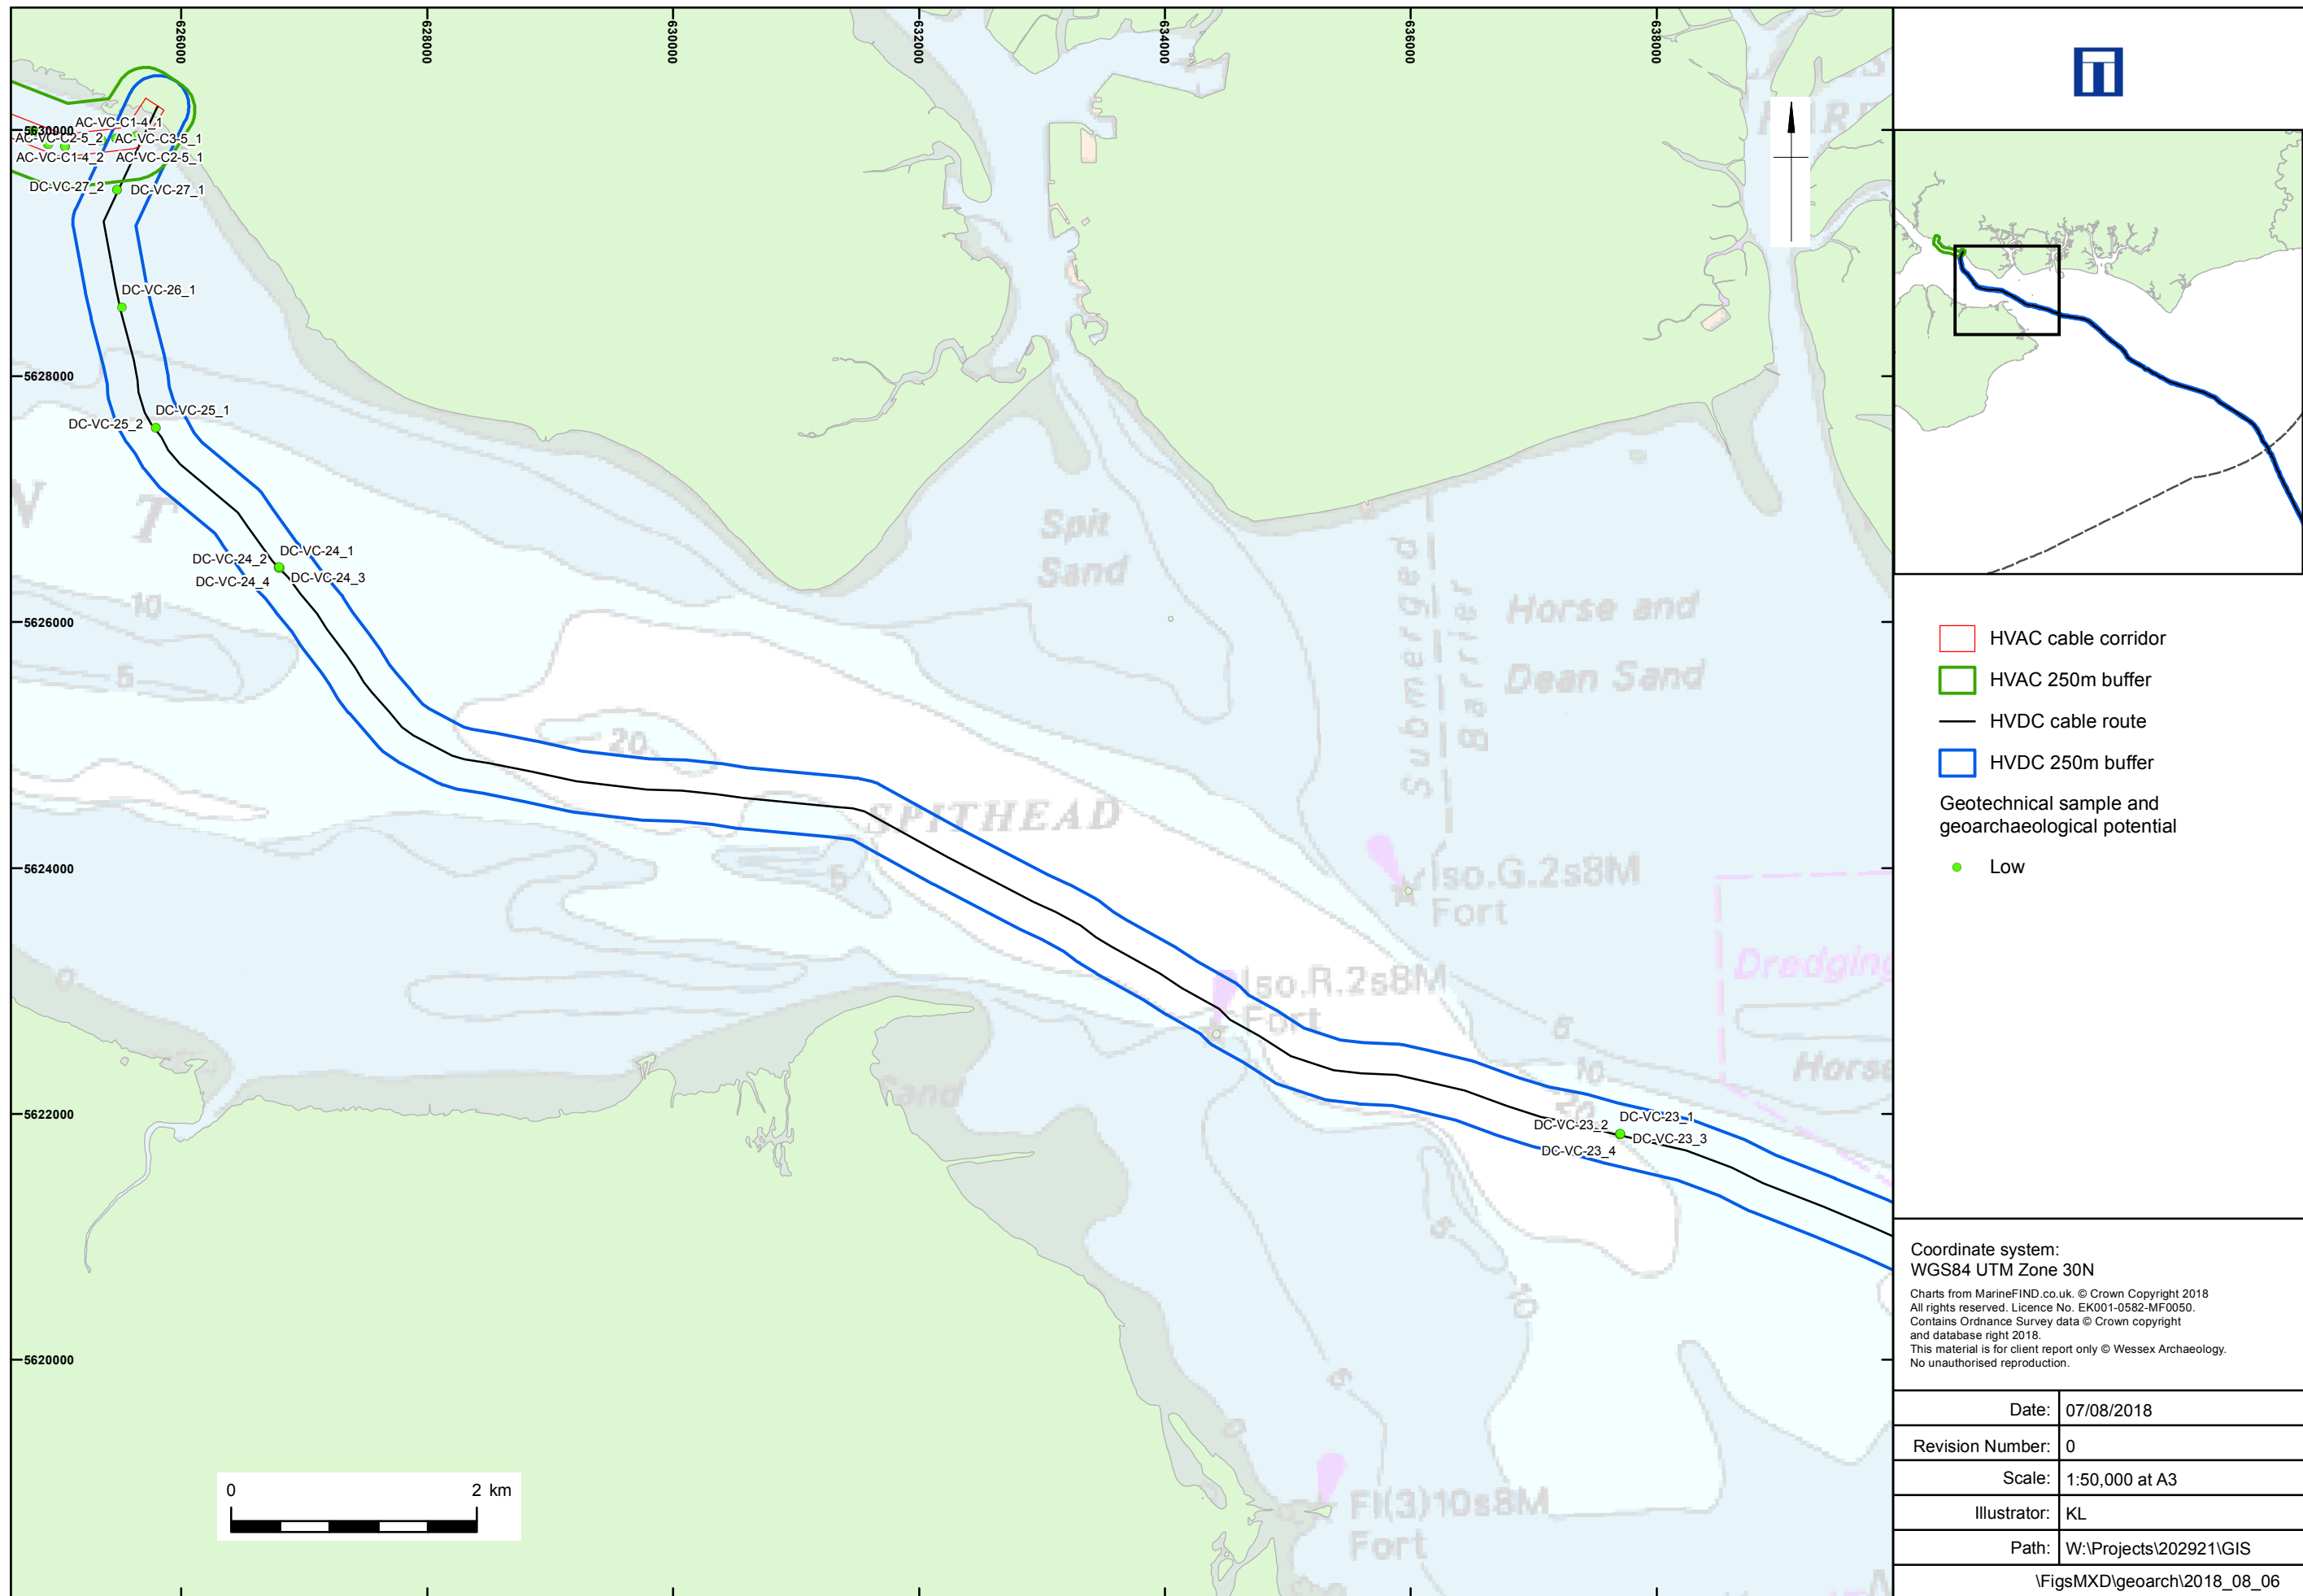 626000
628000
630000
632000
634000
636000
638000
5630000
5628000
5626000
5624000
5622000
5620000
AC-VC-C1-4_1
AC-VC-C2-5_2
AC-VC-C3-5_1
AC-VC-C1-4_2
AC-VC-C2-5_1
DC-VC-27_2
DC-VC-27_1
DC-VC-26_1
DC-VC-25_1
DC-VC-25_2
DC-VC-24_1
DC-VC-24_2
DC-VC-24_3
DC-VC-24_4
DC-VC-23_1
DC-VC-23_2
DC-VC-23_3
DC-VC-23_4
N T
10
5
20
5
0
Spit
Sand
Submerged
Barrier
Horse and
Dean Sand
SPITHEAD
Iso.G.2s8M
Fort
Iso.R.2s8M
Fort
Dredging
Horse
5
10
20
Sand
5
10
5
0
Fl(3)10s8M
Fort
0
2 km
HVAC cable corridor
HVAC 250m buffer
HVDC cable route
HVDC 250m buffer
Geotechnical sample and
geoarchaeological potential
Low
Coordinate system:
WGS84 UTM Zone 30N
Charts from MarineFIND.co.uk. © Crown Copyright 2018
All rights reserved. Licence No. EK001-0582-MF0050.
Contains Ordnance Survey data © Crown copyright
and database right 2018.
This material is for client report only © Wessex Archaeology.
No unauthorised reproduction.
Date: 07/08/2018
Revision Number: 0
Scale: 1:50,000 at A3
Illustrator: KL
Path: W:\Projects\202921\GIS
\FigsMXD\geoarch\2018_08_06